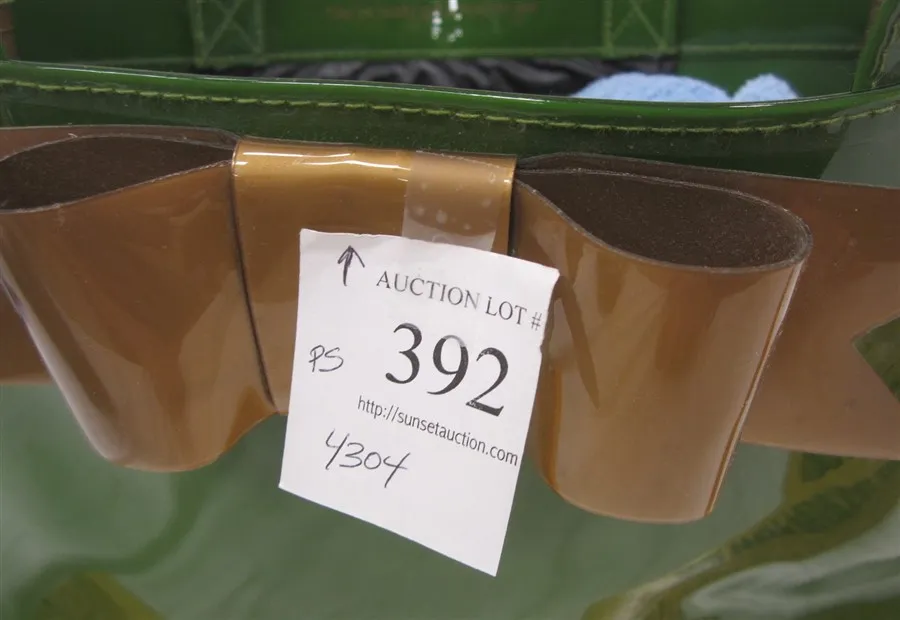 AUCTION LOT #
PS
392
http://sunsetauction.com
4304